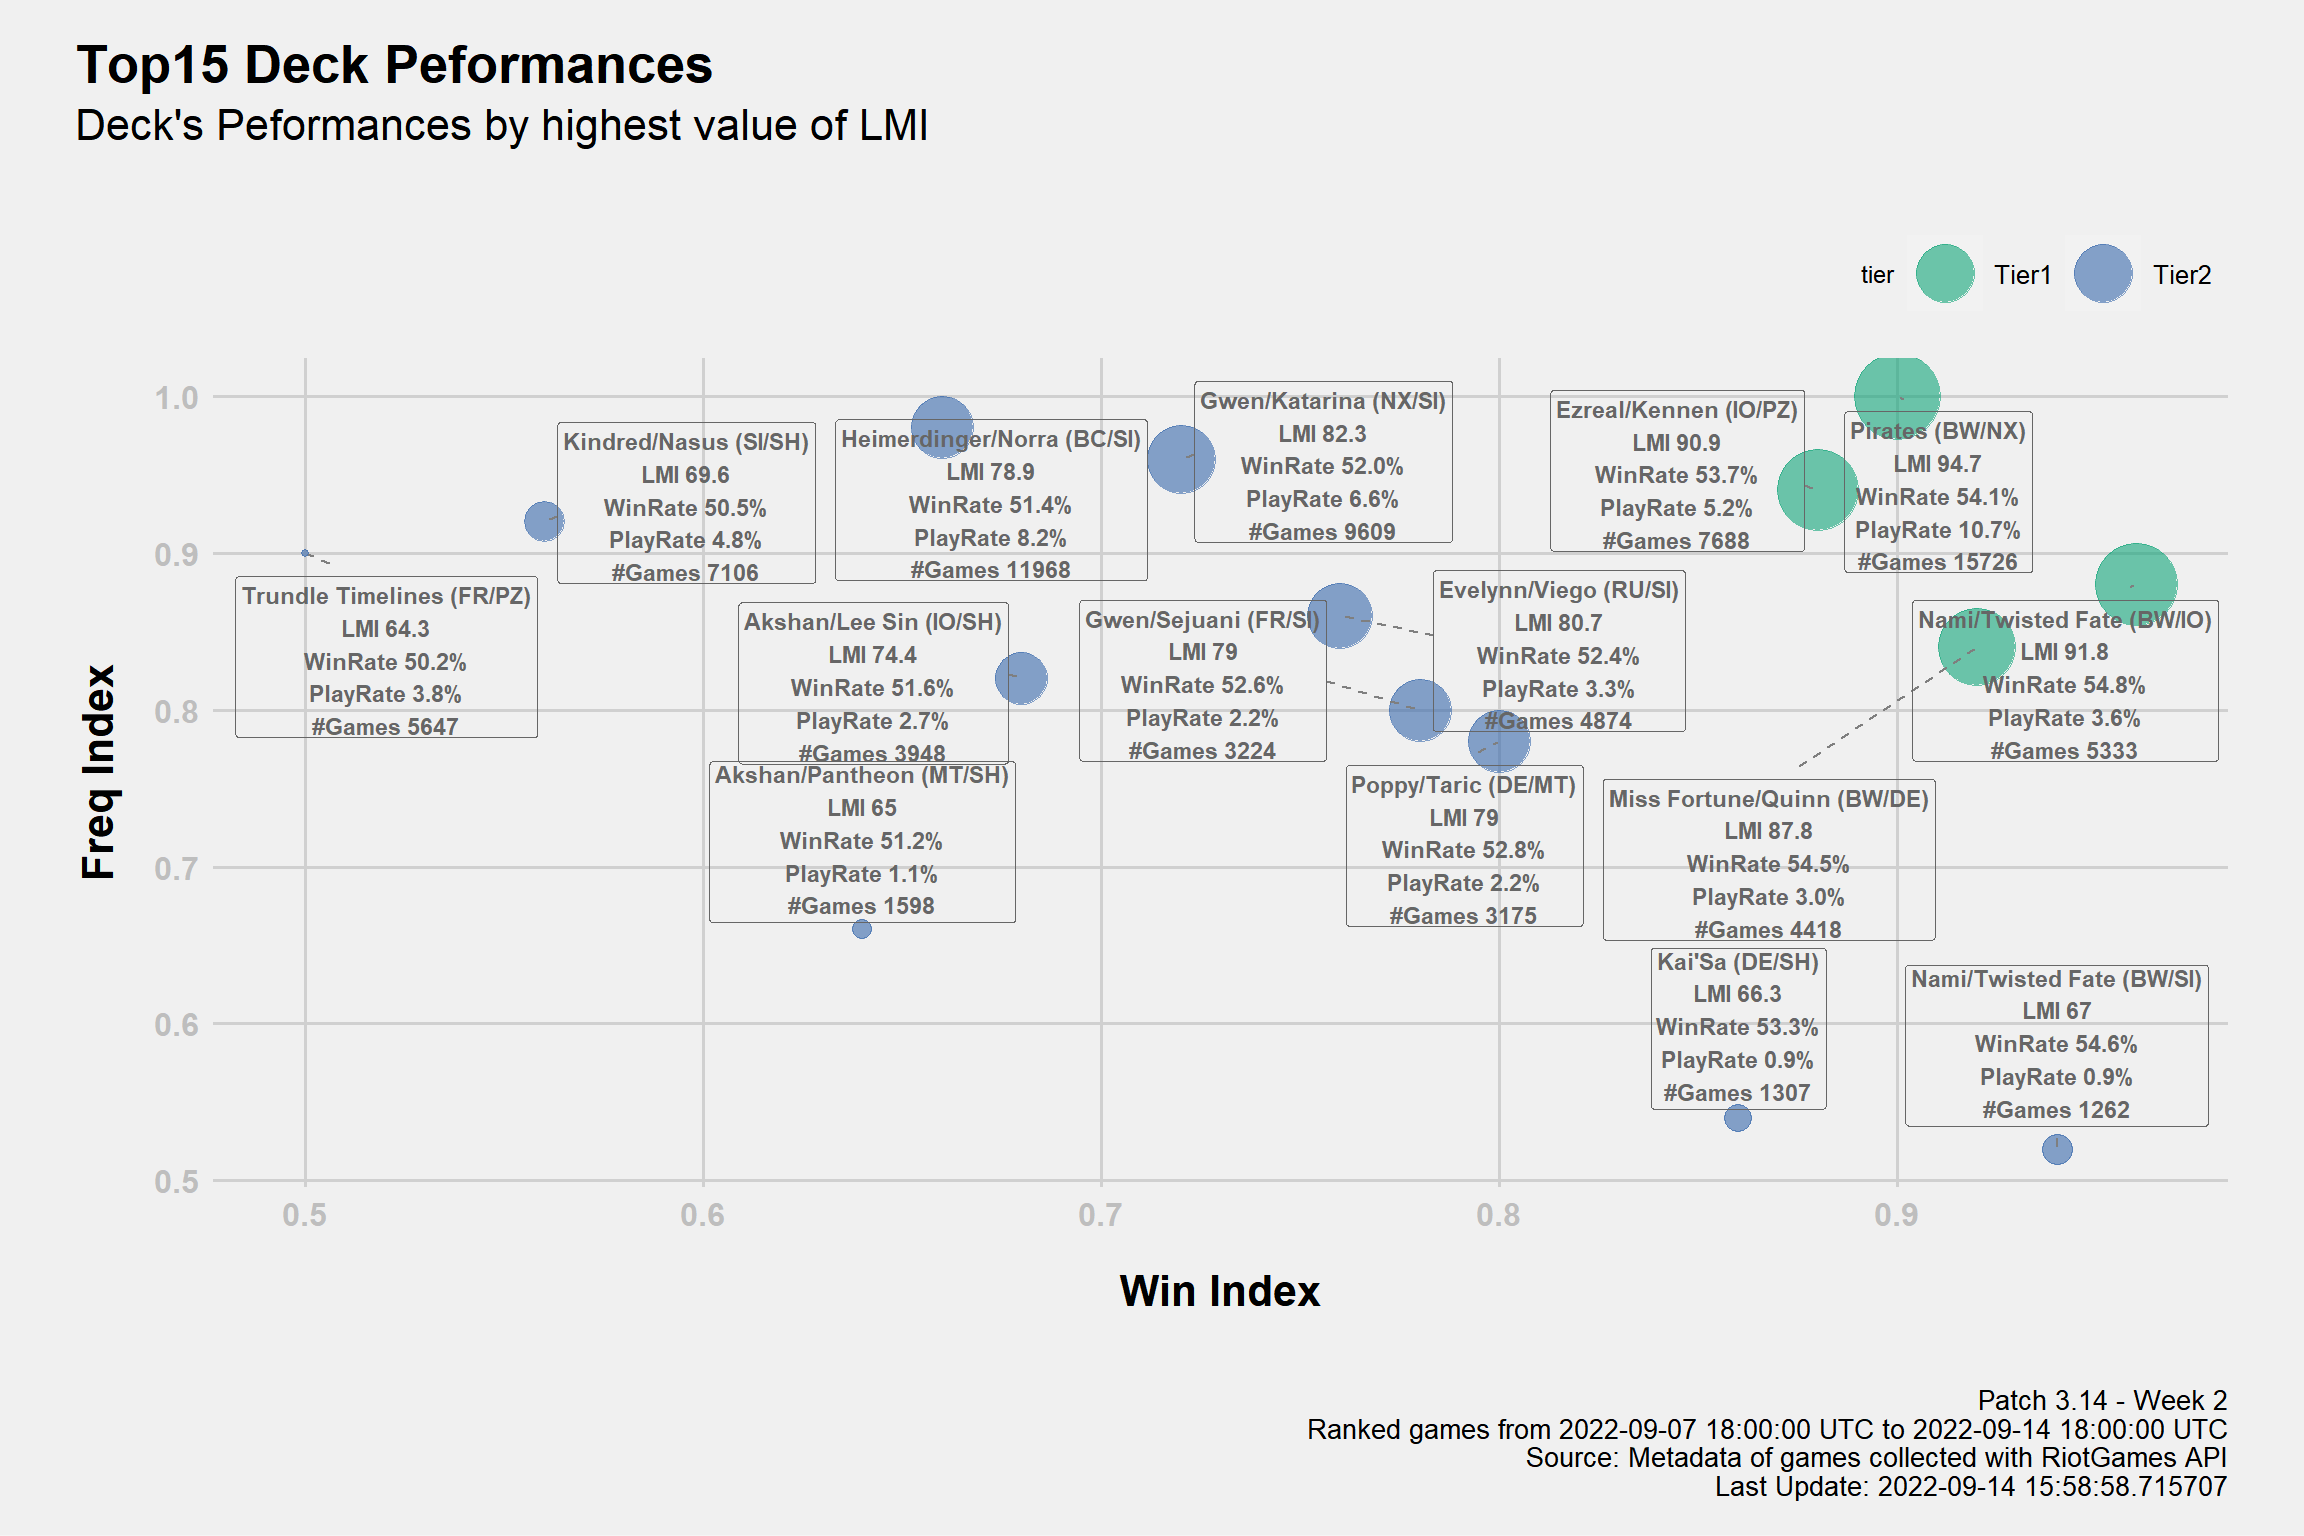 Top15 Deck Peformances
Deck's Peformances by highest value of LMI
tier Tier1 Tier2
Freq Index
1.0
0.9
0.8
0.7
0.6
0.5
Kindred/Nasus (SI/SH)
LMI 69.6
WinRate 50.5%
PlayRate 4.8%
#Games 7106
Heimerdinger/Norra (BC/SI)
LMI 78.9
WinRate 51.4%
PlayRate 8.2%
#Games 11968
Gwen/Katarina (NX/SI)
LMI 82.3
WinRate 52.0%
PlayRate 6.6%
#Games 9609
Ezreal/Kennen (IO/PZ)
LMI 90.9
WinRate 53.7%
PlayRate 5.2%
#Games 7688
Pirates (BW/NX)
LMI 94.7
WinRate 54.1%
PlayRate 10.7%
#Games 15726
Trundle Timelines (FR/PZ)
LMI 64.3
WinRate 50.2%
PlayRate 3.8%
#Games 5647
Akshan/Lee Sin (IO/SH)
LMI 74.4
WinRate 51.6%
PlayRate 2.7%
#Games 3948
Gwen/Sejuani (FR/SI)
LMI 79
WinRate 52.6%
PlayRate 2.2%
#Games 3224
Evelynn/Viego (RU/SI)
LMI 80.7
WinRate 52.4%
PlayRate 3.3%
#Games 4874
Nami/Twisted Fate (BW/IO)
LMI 91.8
WinRate 54.8%
PlayRate 3.6%
#Games 5333
Akshan/Pantheon (MT/SH)
LMI 65
WinRate 51.2%
PlayRate 1.1%
#Games 1598
Poppy/Taric (DE/MT)
LMI 79
WinRate 52.8%
PlayRate 2.2%
#Games 3175
Miss Fortune/Quinn (BW/DE)
LMI 87.8
WinRate 54.5%
PlayRate 3.0%
#Games 4418
Kai'Sa (DE/SH)
LMI 66.3
WinRate 53.3%
PlayRate 0.9%
#Games 1307
Nami/Twisted Fate (BW/SI)
LMI 67
WinRate 54.6%
PlayRate 0.9%
#Games 1262
0.5 0.6 0.7 0.8 0.9
Win Index
Patch 3.14 - Week 2
Ranked games from 2022-09-07 18:00:00 UTC to 2022-09-14 18:00:00 UTC
Source: Metadata of games collected with RiotGames API
Last Update: 2022-09-14 15:58:58.715707